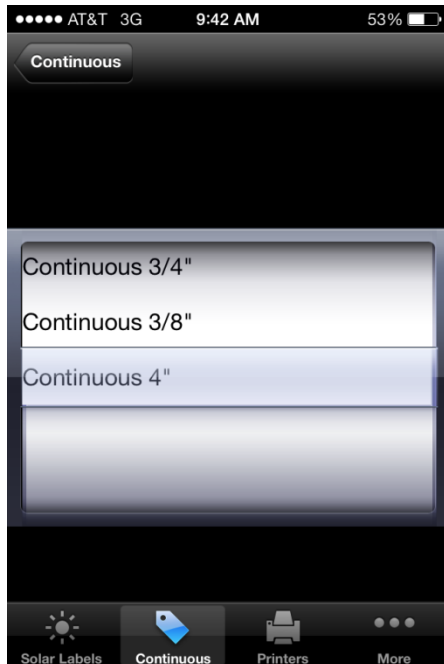 AT&T 3G 9:42 AM 53%
Continuous
Continuous 3/4"
Continuous 3/8"
Continuous 4"
Solar Labels Continuous Printers More